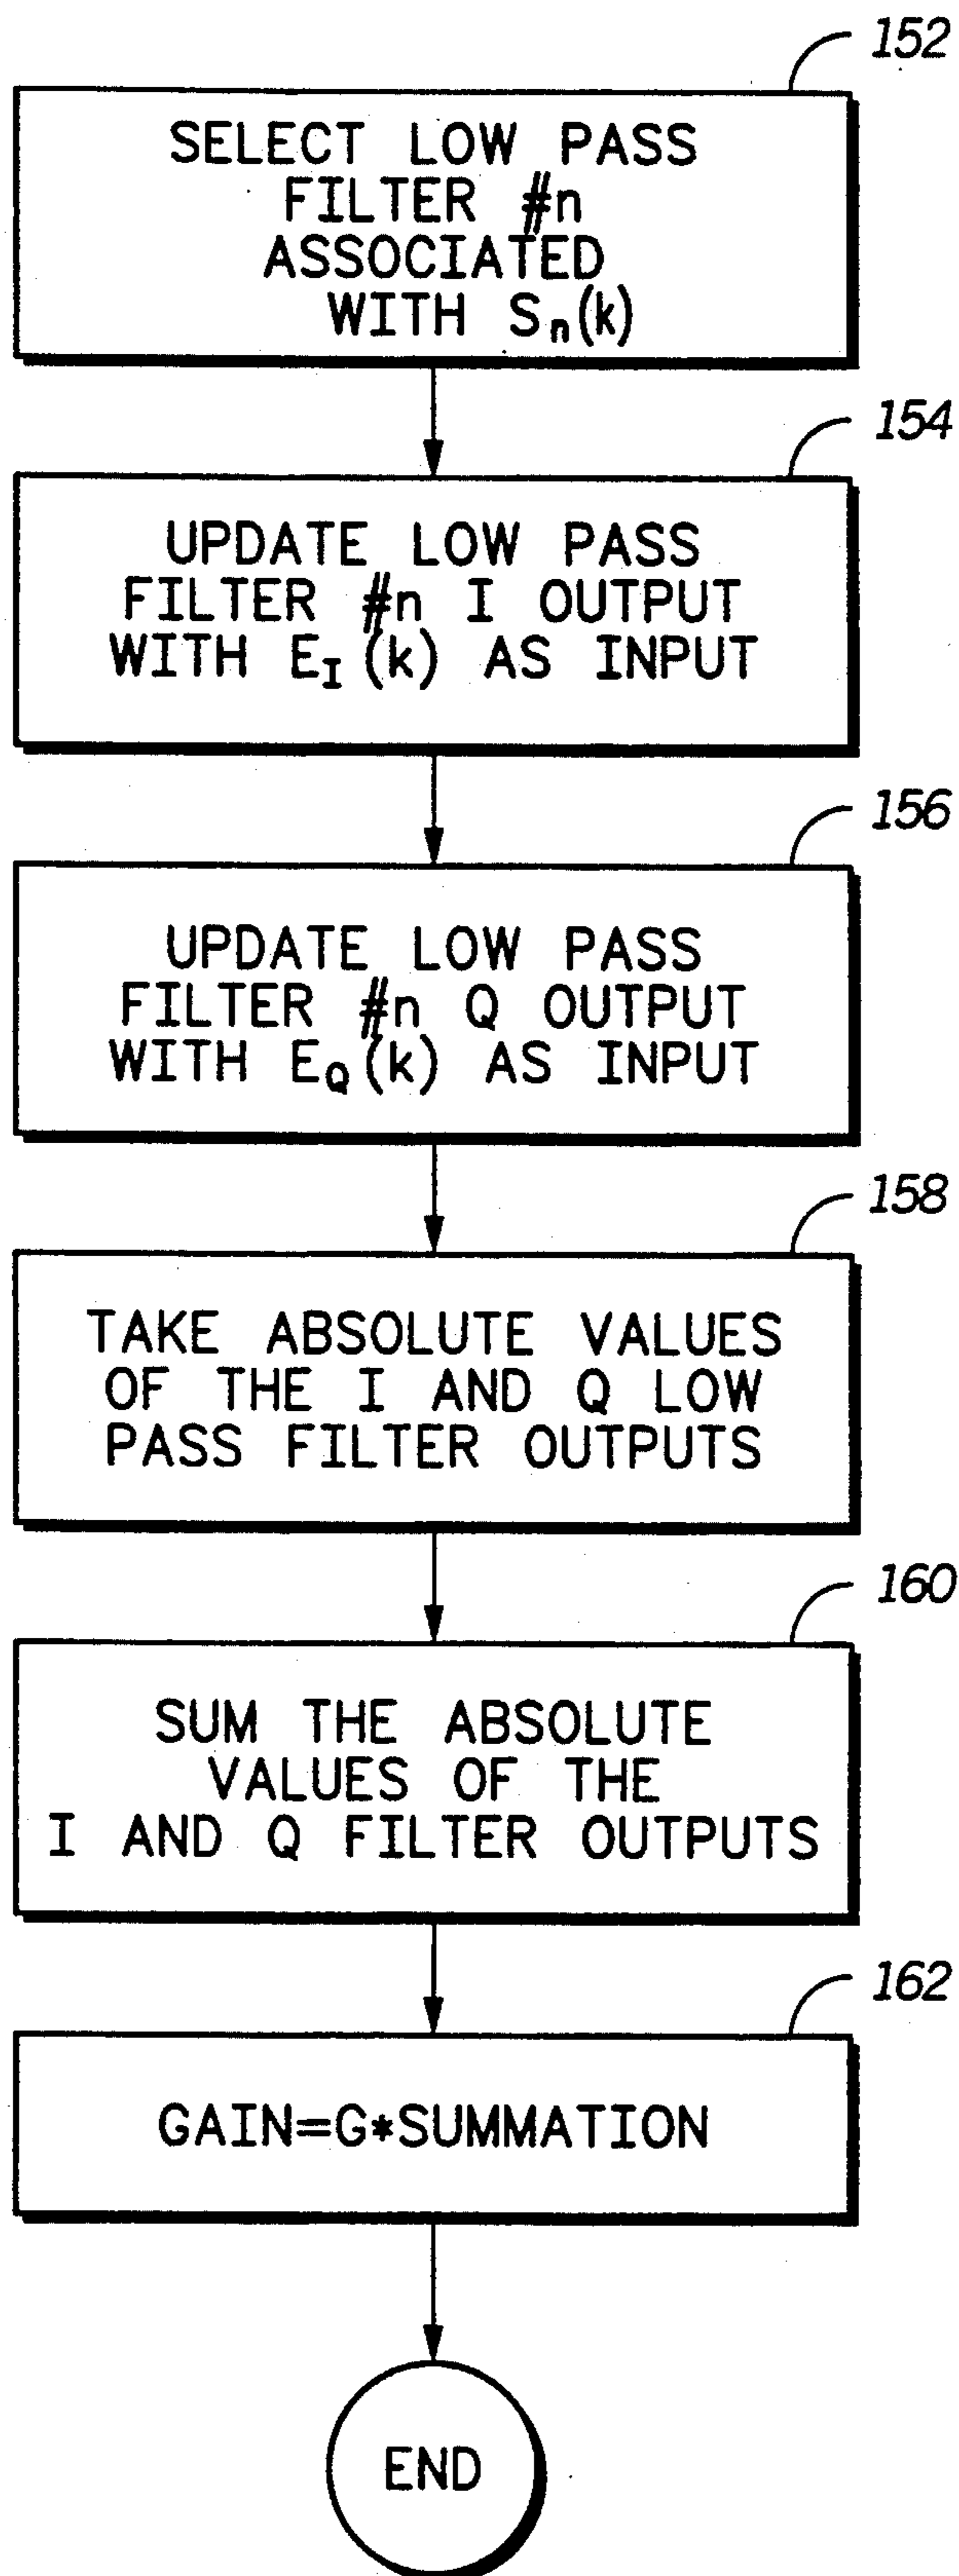 152
SELECT LOW PASS
FILTER #n
ASSOCIATED
WITH Sn(k)
154
UPDATE LOW PASS
FILTER #n I OUTPUT
WITH EI(k) AS INPUT
156
UPDATE LOW PASS
FILTER #n Q OUTPUT
WITH EQ(k) AS INPUT
158
TAKE ABSOLUTE VALUES
OF THE I AND Q LOW
PASS FILTER OUTPUTS
160
SUM THE ABSOLUTE
VALUES OF THE
I AND Q FILTER OUTPUTS
162
GAIN=G*SUMMATION
END